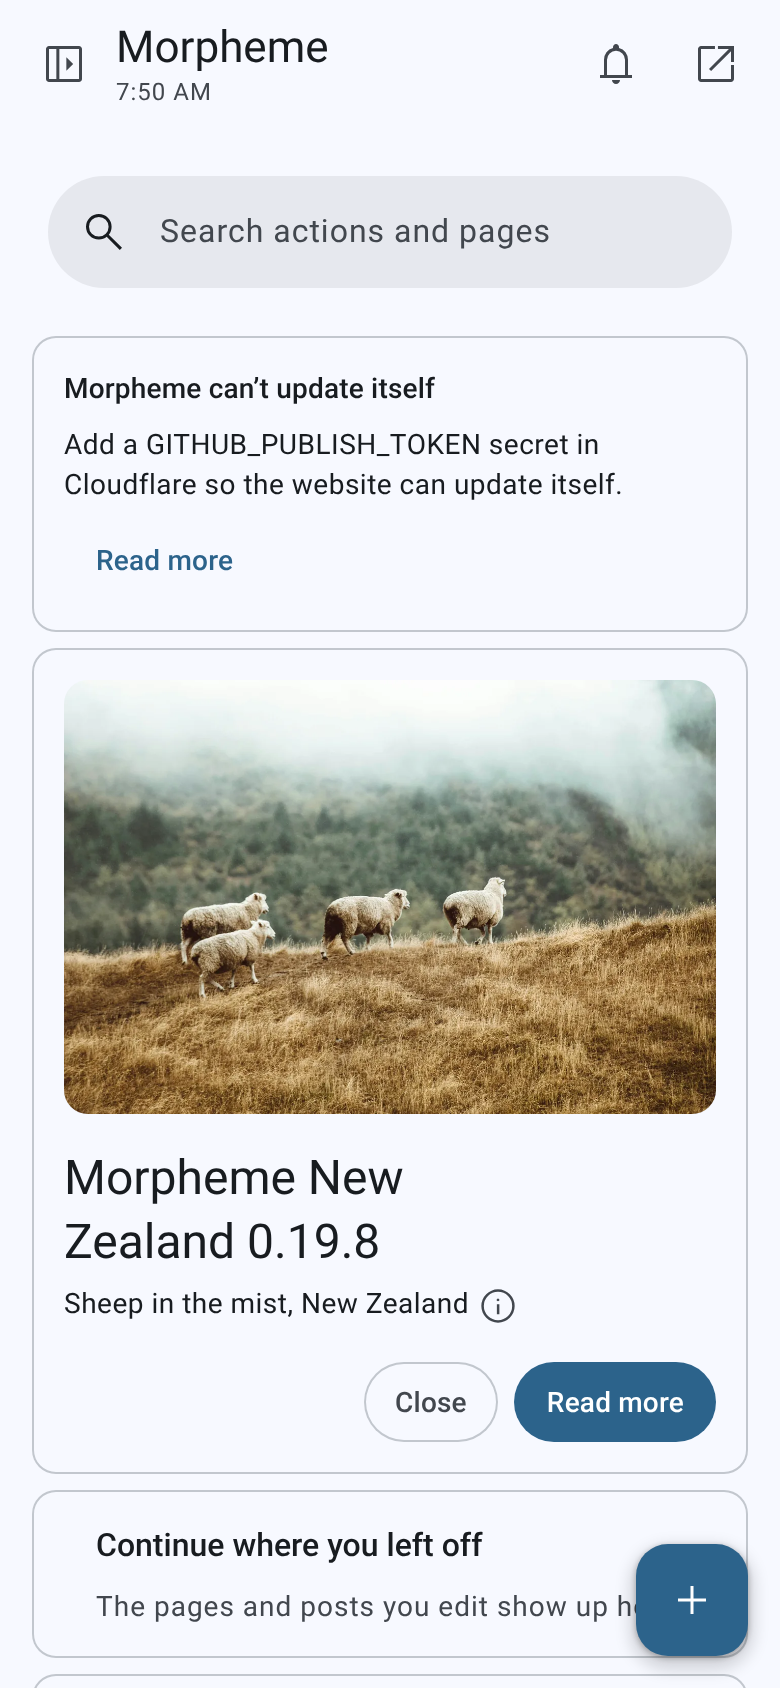 Morpheme
7:50 AM
Search actions and pages
Morpheme can’t update itself
Add a GITHUB_PUBLISH_TOKEN secret in
Cloudflare so the website can update itself.
Read more
Morpheme New
Zealand 0.19.8
Sheep in the mist, New Zealand
Close
Read more
Continue where you left off
The pages and posts you edit show up